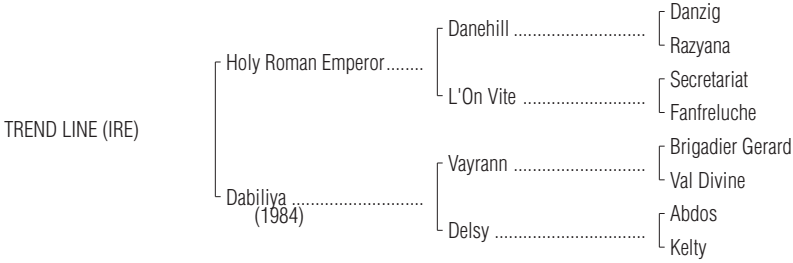 Danzig
Danehill ................................
Razyana
Holy Roman Emperor........
Secretariat
L'On Vite ..............................
Fanfreluche
TREND LINE (IRE)
Brigadier Gerard
Vayrann ................................
Val Divine
Dabiliya ...............................
(1984)
Abdos
Delsy .....................................
Kelty